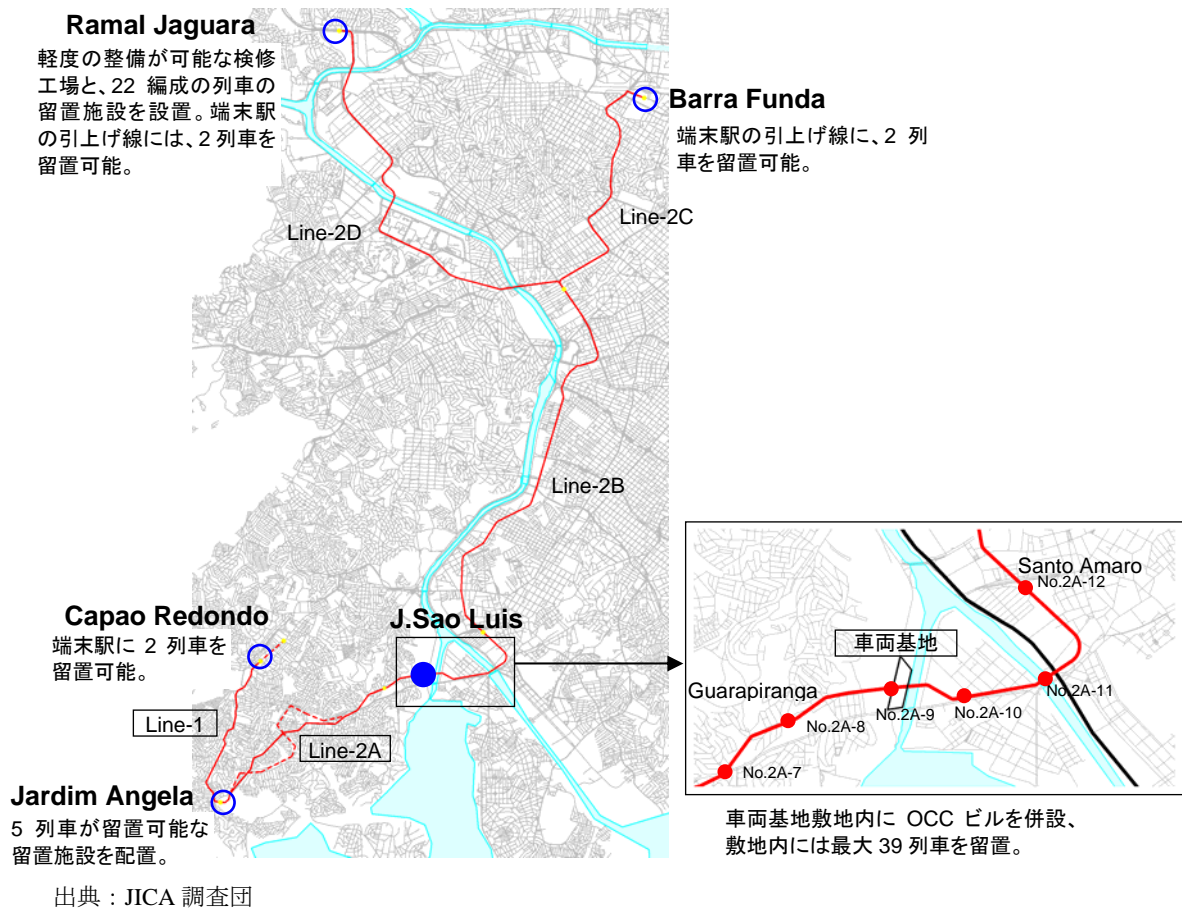 Ramal Jaguara
軽度の整備が可能な検修
工場と、22 編成の列車の
留置施設を設置。端末駅
の引上げ線には、2 列車を
留置可能。
Barra Funda
端末駅の引上げ線に、2 列
車を留置可能。
Line-2D
Line-2C
Line-2B
Capao Redondo
端末駅に 2 列車を
留置可能。
J.Sao Luis
Line-1
Line-2A
Jardim Angela
5 列車が留置可能な
留置施設を配置。
Santo Amaro
No.2A-12
車両基地
Guarapiranga
No.2A-11
No.2A-9
No.2A-10
No.2A-8
No.2A-7
車両基地敷地内に OCC ビルを併設、
敷地内には最大 39 列車を留置。
出典：JICA 調査団